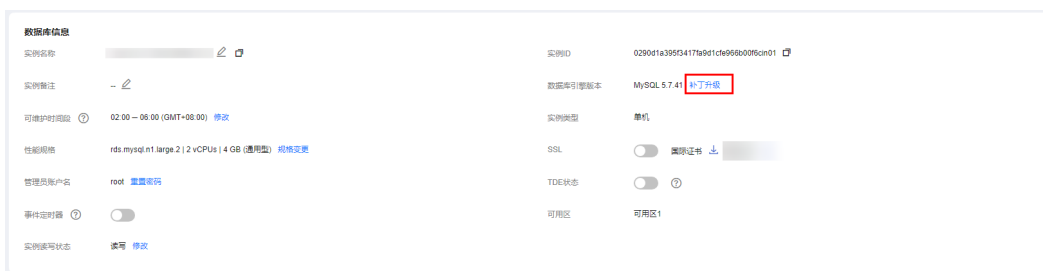 数据库信息
实例名称
实例ID 0290d1a395f3417fa9d1cfe966b00f6cin01
实例备注 --
数据库引擎版本 MySQL 5.7.41 补丁升级
可维护时间段 02:00 – 06:00 (GMT+08:00) 修改
实例类型 单机
性能规格 rds.mysql.n1.large.2 | 2 vCPUs | 4 GB (通用型) 规格变更
SSL 国际证书
管理员账户名 root 重置密码
TDE状态
事件定时器
可用区 可用区1
实例读写状态 读写 修改